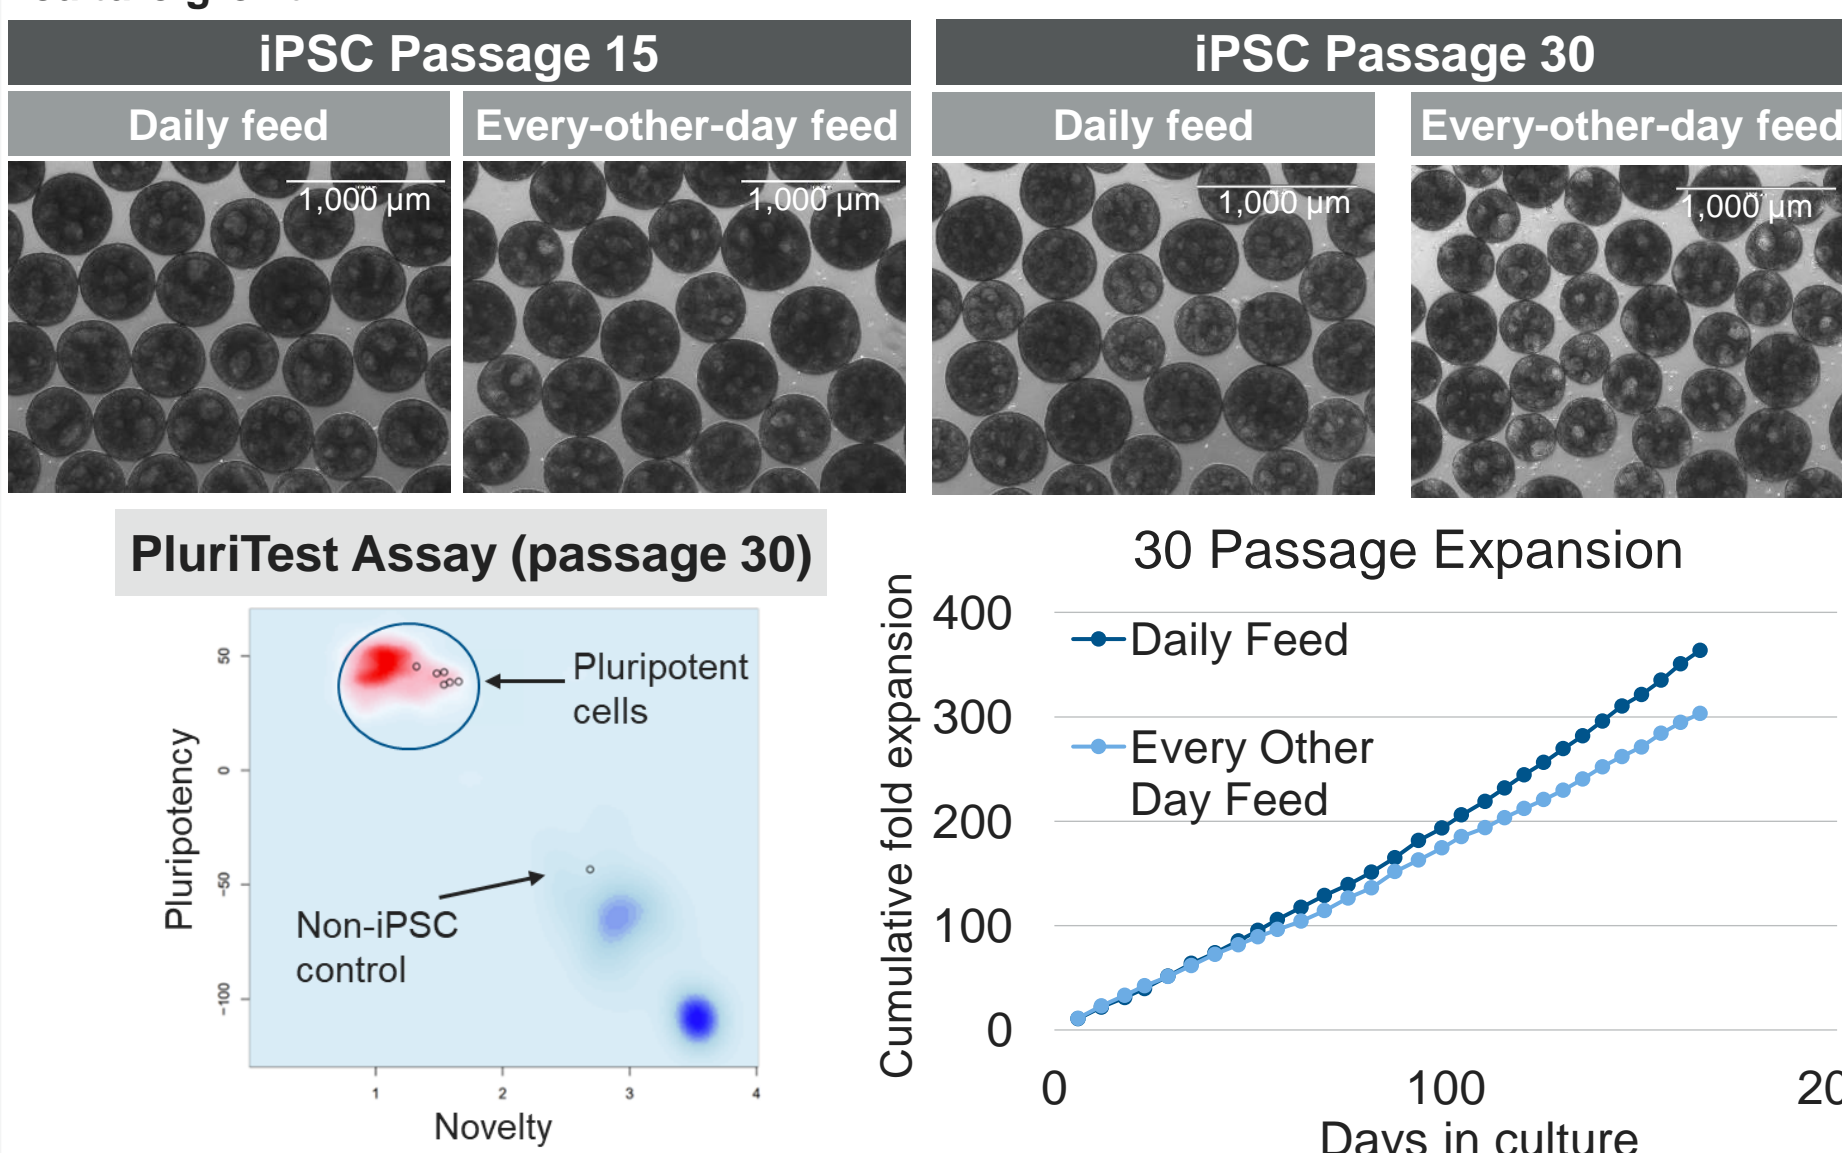 iPSC Passage 15
iPSC Passage 30
Daily feed
Every-other-day feed
Daily feed
Every-other-day feed
1,000 µm
1,000 µm
1,000 µm
1,000 µm
PluriTest Assay (passage 30)
Pluripotent
cells
Non-iPSC
control
Pluripotency
50
0
-50
-100
1
2
3
4
Novelty
30 Passage Expansion
Cumulative fold expansion
400
300
200
100
0
Daily Feed
Every Other
Day Feed
0
100
20
Days in culture